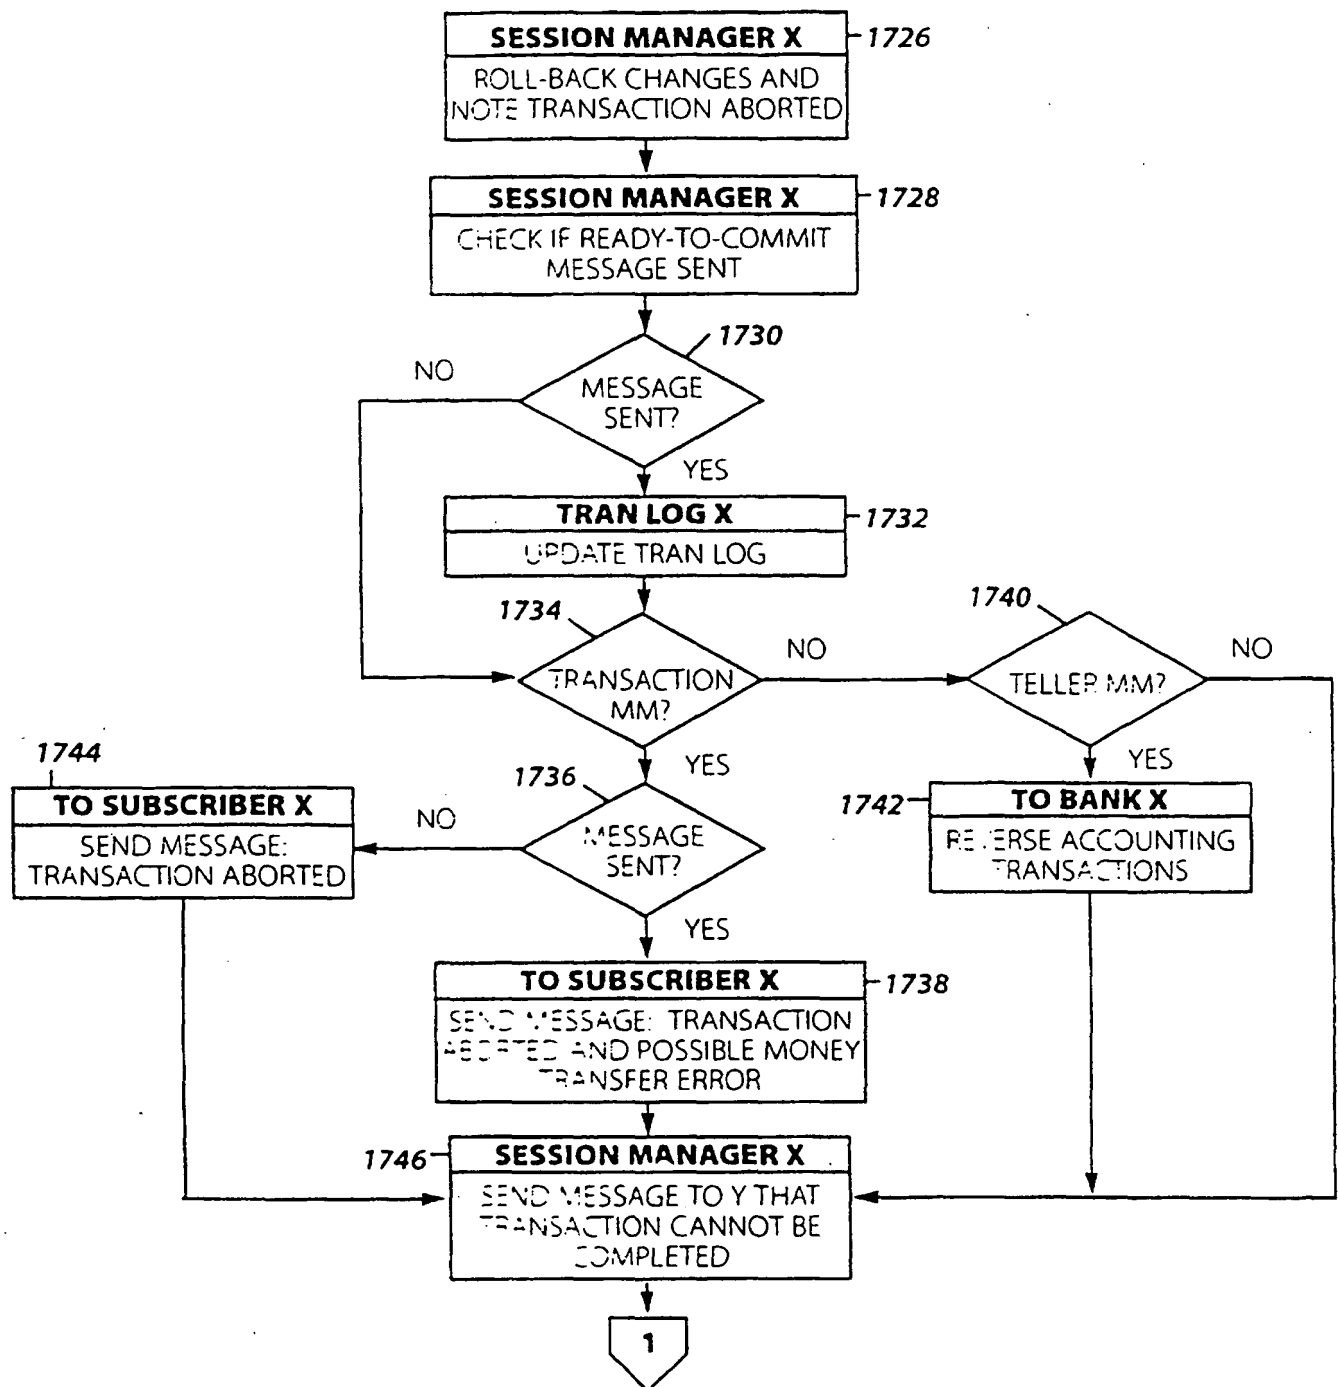 SESSION MANAGER X
1726
ROLL-BACK CHANGES AND
NOTE TRANSACTION ABORTED
SESSION MANAGER X
1728
CHECK IF READY-TO-COMMIT
MESSAGE SENT
1730
NO
MESSAGE
SENT?
YES
TRAN LOG X
1732
UPDATE TRAN LOG
1734
1740
TRANSACTION
MM?
NO
TELLER MM?
NO
YES
YES
1744
TO SUBSCRIBER X
SEND MESSAGE:
TRANSACTION ABORTED
NO
1736
MESSAGE
SENT?
1742
TO BANK X
REVERSE ACCOUNTING
TRANSACTIONS
YES
TO SUBSCRIBER X
1738
SEND MESSAGE: TRANSACTION
ABORTED AND POSSIBLE MONEY
TRANSFER ERROR
1746
SESSION MANAGER X
SEND MESSAGE TO Y THAT
TRANSACTION CANNOT BE
COMPLETED
1